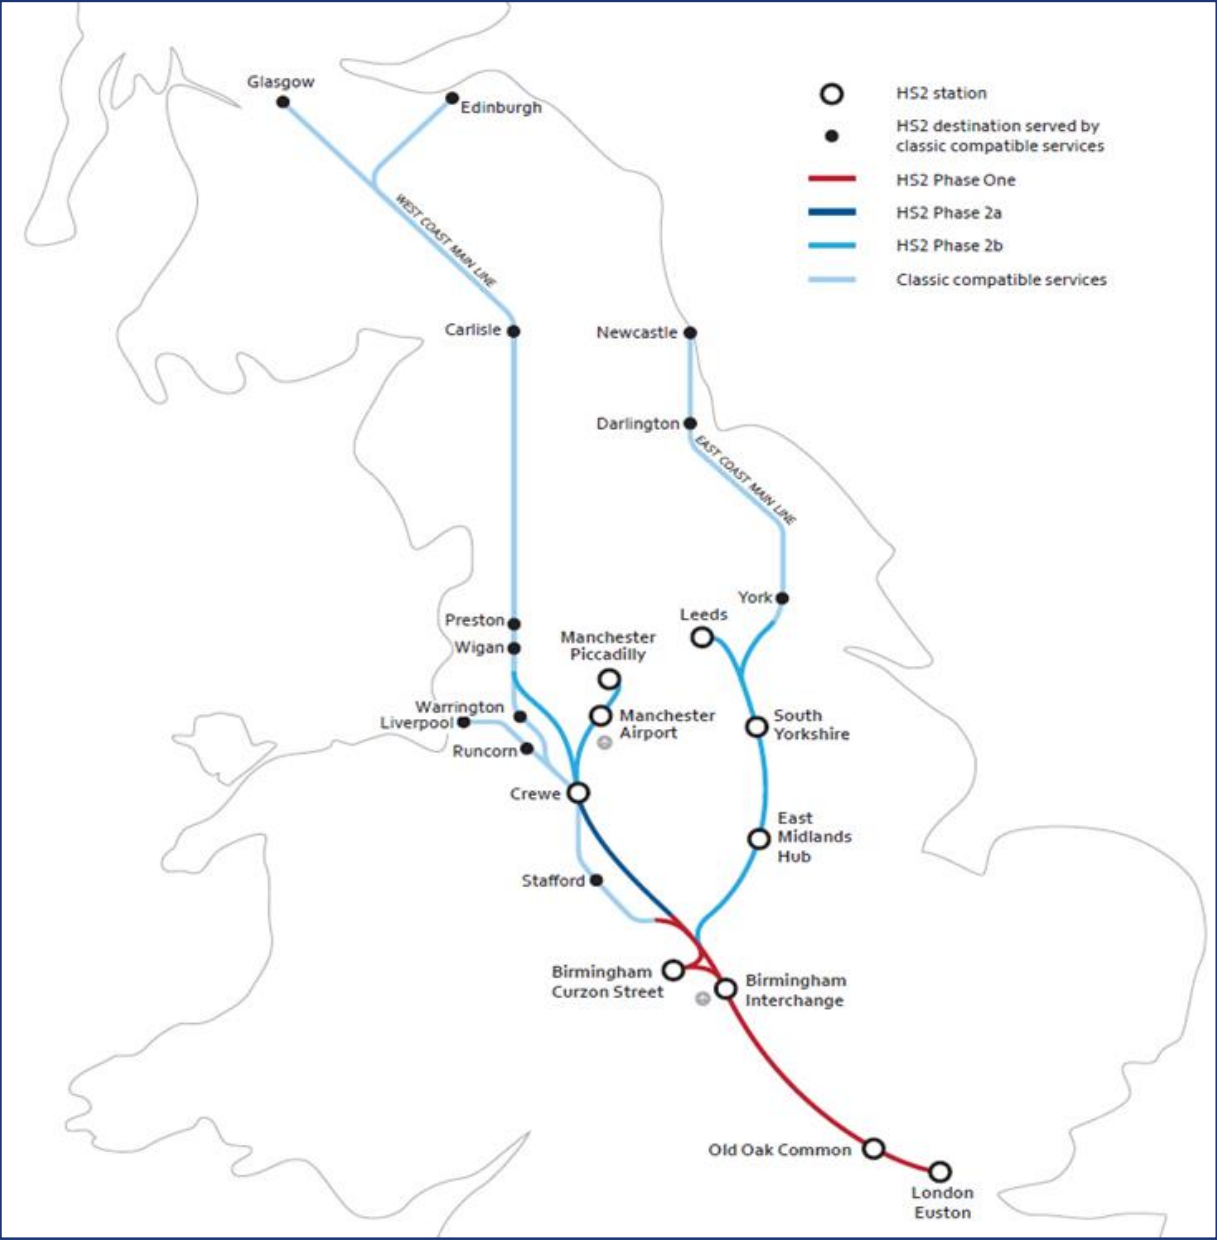 Glasgow
Edinburgh
HS2 station
HS2 destination served by
classic compatible services
HS2 Phase One
HS2 Phase 2a
HS2 Phase 2b
Classic compatible services
WEST COAST MAIN LINE
Carlisle
Newcastle
Darlington
EAST COAST MAIN LINE
York
Leeds
Preston
Wigan
Manchester
Piccadilly
Warrington
Liverpool
Manchester
Airport
South
Yorkshire
Runcorn
Crewe
East
Midlands
Hub
Stafford
Birmingham
Curzon Street
Birmingham
Interchange
Old Oak Common
London
Euston